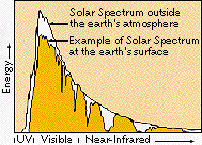 Solar Spectrum outside
the earth's atmosphere
Example of Solar Spectrum
at the earth's surface
Energy
UV Visible Near-Infrared